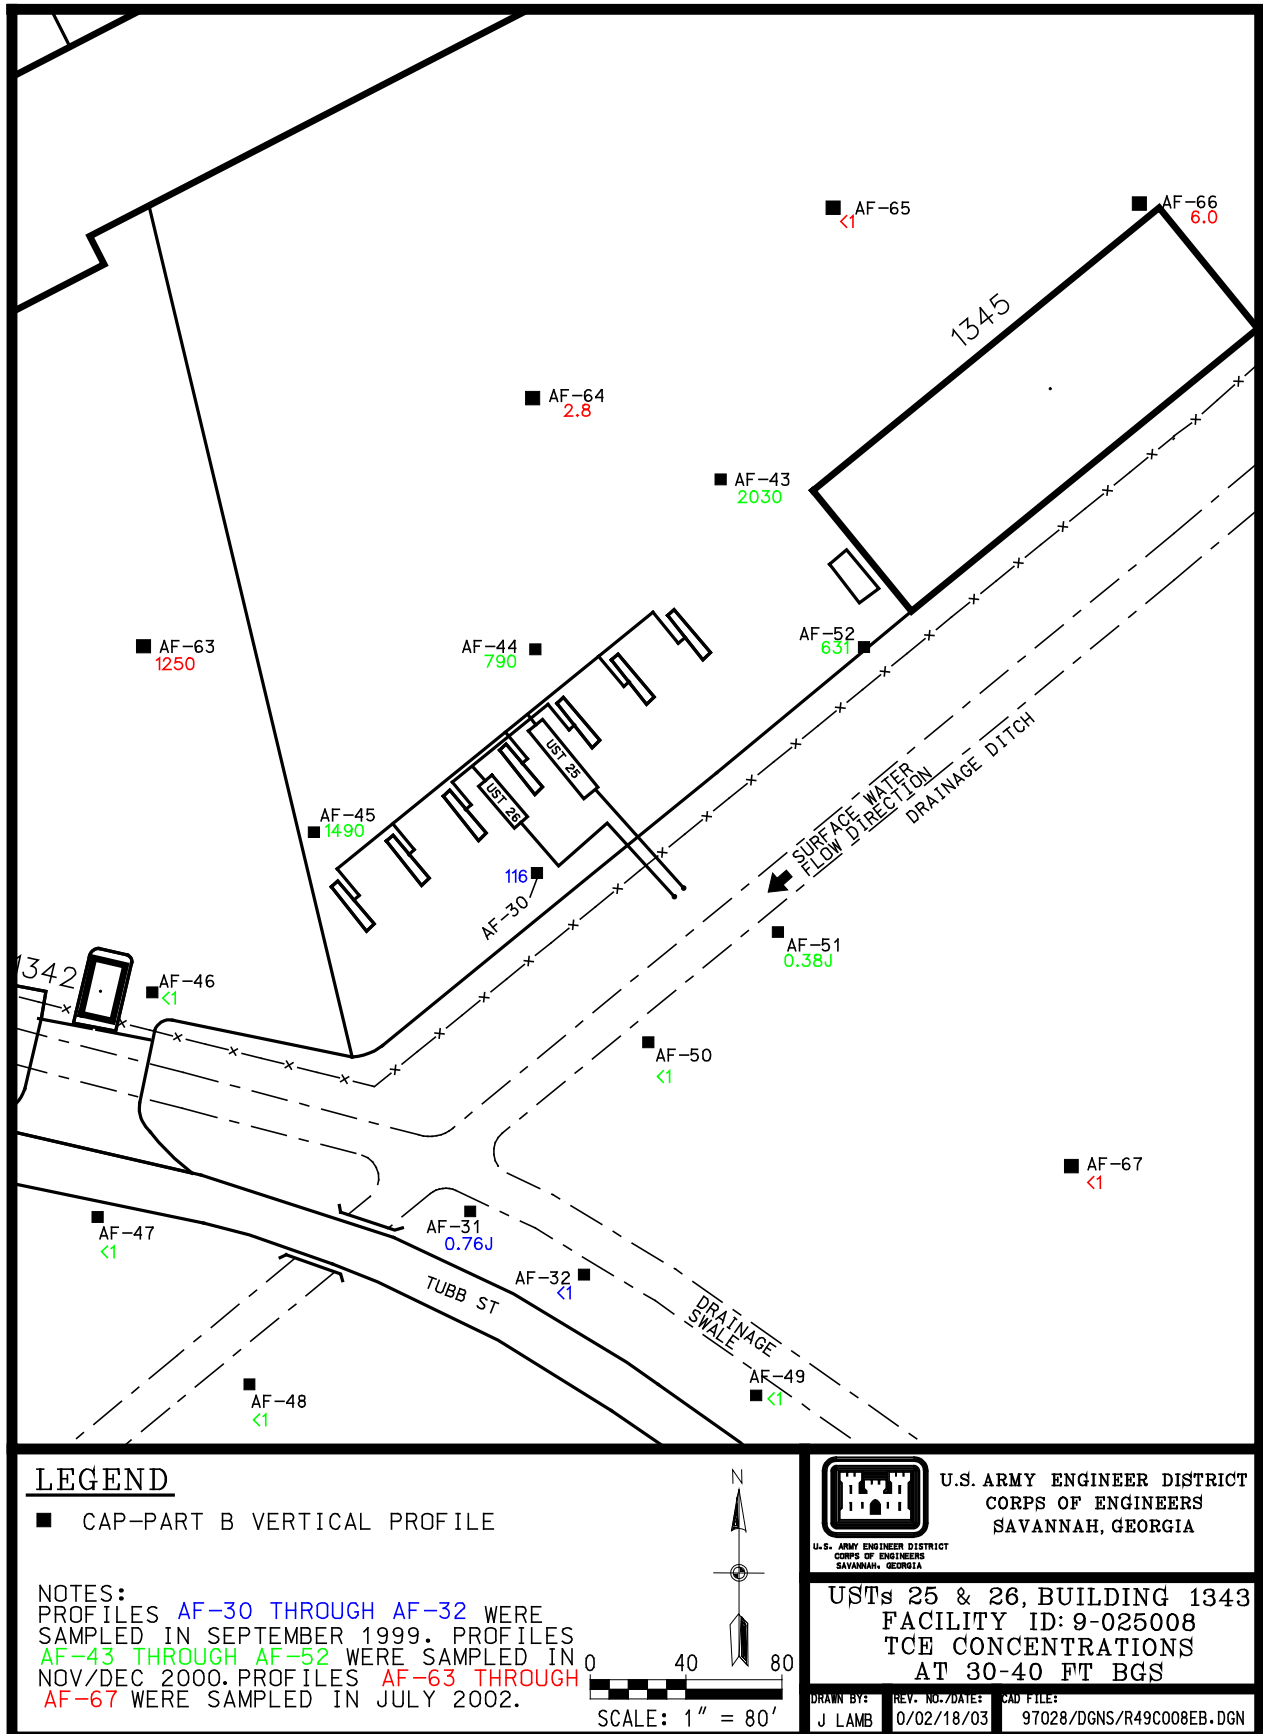 AF-65
<1
AF-66
6.0
1345
AF-64
2.8
AF-43
2030
AF-63
1250
AF-44
790
AF-52
631
UST 25
UST 26
SURFACE WATER
FLOW DIRECTION
DRAINAGE DITCH
AF-45
1490
116
AF-30
AF-51
0.38J
1342
AF-46
<1
AF-50
<1
AF-67
<1
AF-47
<1
AF-31
0.76J
AF-32
<1
TUBB ST
DRAINAGE
SWALE
AF-49
<1
AF-48
<1
LEGEND
CAP-PART B VERTICAL PROFILE
NOTES:
PROFILES AF-30 THROUGH AF-32 WERE
SAMPLED IN SEPTEMBER 1999. PROFILES
AF-43 THROUGH AF-52 WERE SAMPLED IN
NOV/DEC 2000. PROFILES AF-63 THROUGH
AF-67 WERE SAMPLED IN JULY 2002.
N
0 40 80
SCALE: 1" = 80'
U.S. ARMY ENGINEER DISTRICT
CORPS OF ENGINEERS
SAVANNAH, GEORGIA
U.S. ARMY ENGINEER DISTRICT
CORPS OF ENGINEERS
SAVANNAH, GEORGIA
USTs 25 & 26, BUILDING 1343
FACILITY ID: 9-025008
TCE CONCENTRATIONS
AT 30-40 FT BGS
DRAWN BY:
J LAMB
REV. NO./DATE:
0/02/18/03
CAD FILE:
97028/DGNS/R49C008EB.DGN